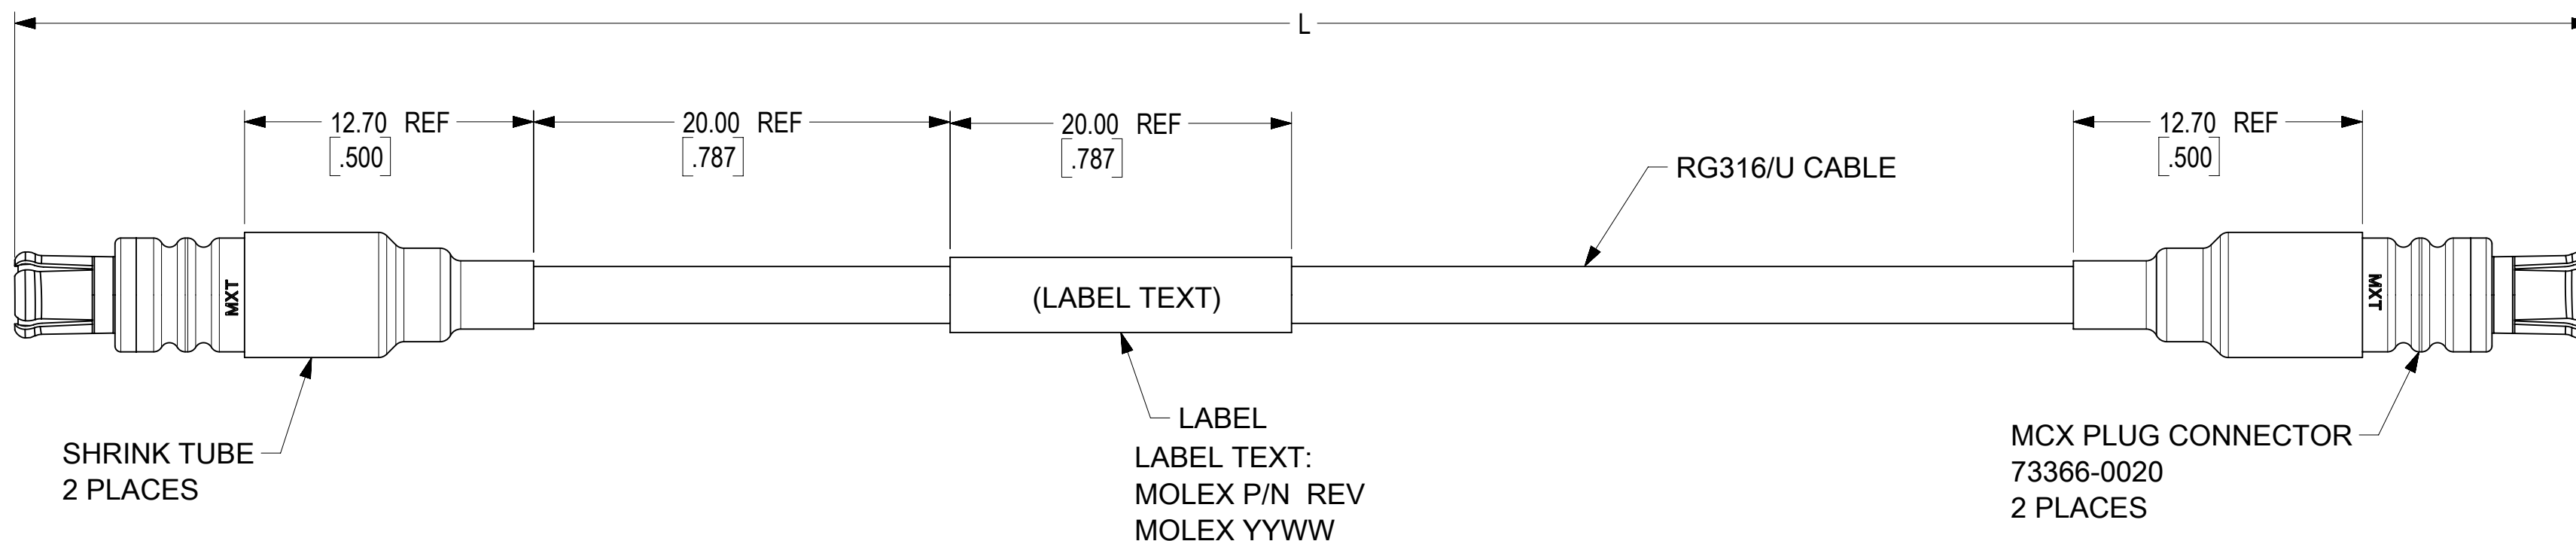 L
12.70 REF
[.500]
20.00 REF
[.787]
20.00 REF
[.787]
12.70 REF
[.500]
RG316/U CABLE
MXT
(LABEL TEXT)
MXT
SHRINK TUBE
2 PLACES
LABEL
LABEL TEXT:
MOLEX P/N REV
MOLEX YYWW
MCX PLUG CONNECTOR
73366-0020
2 PLACES